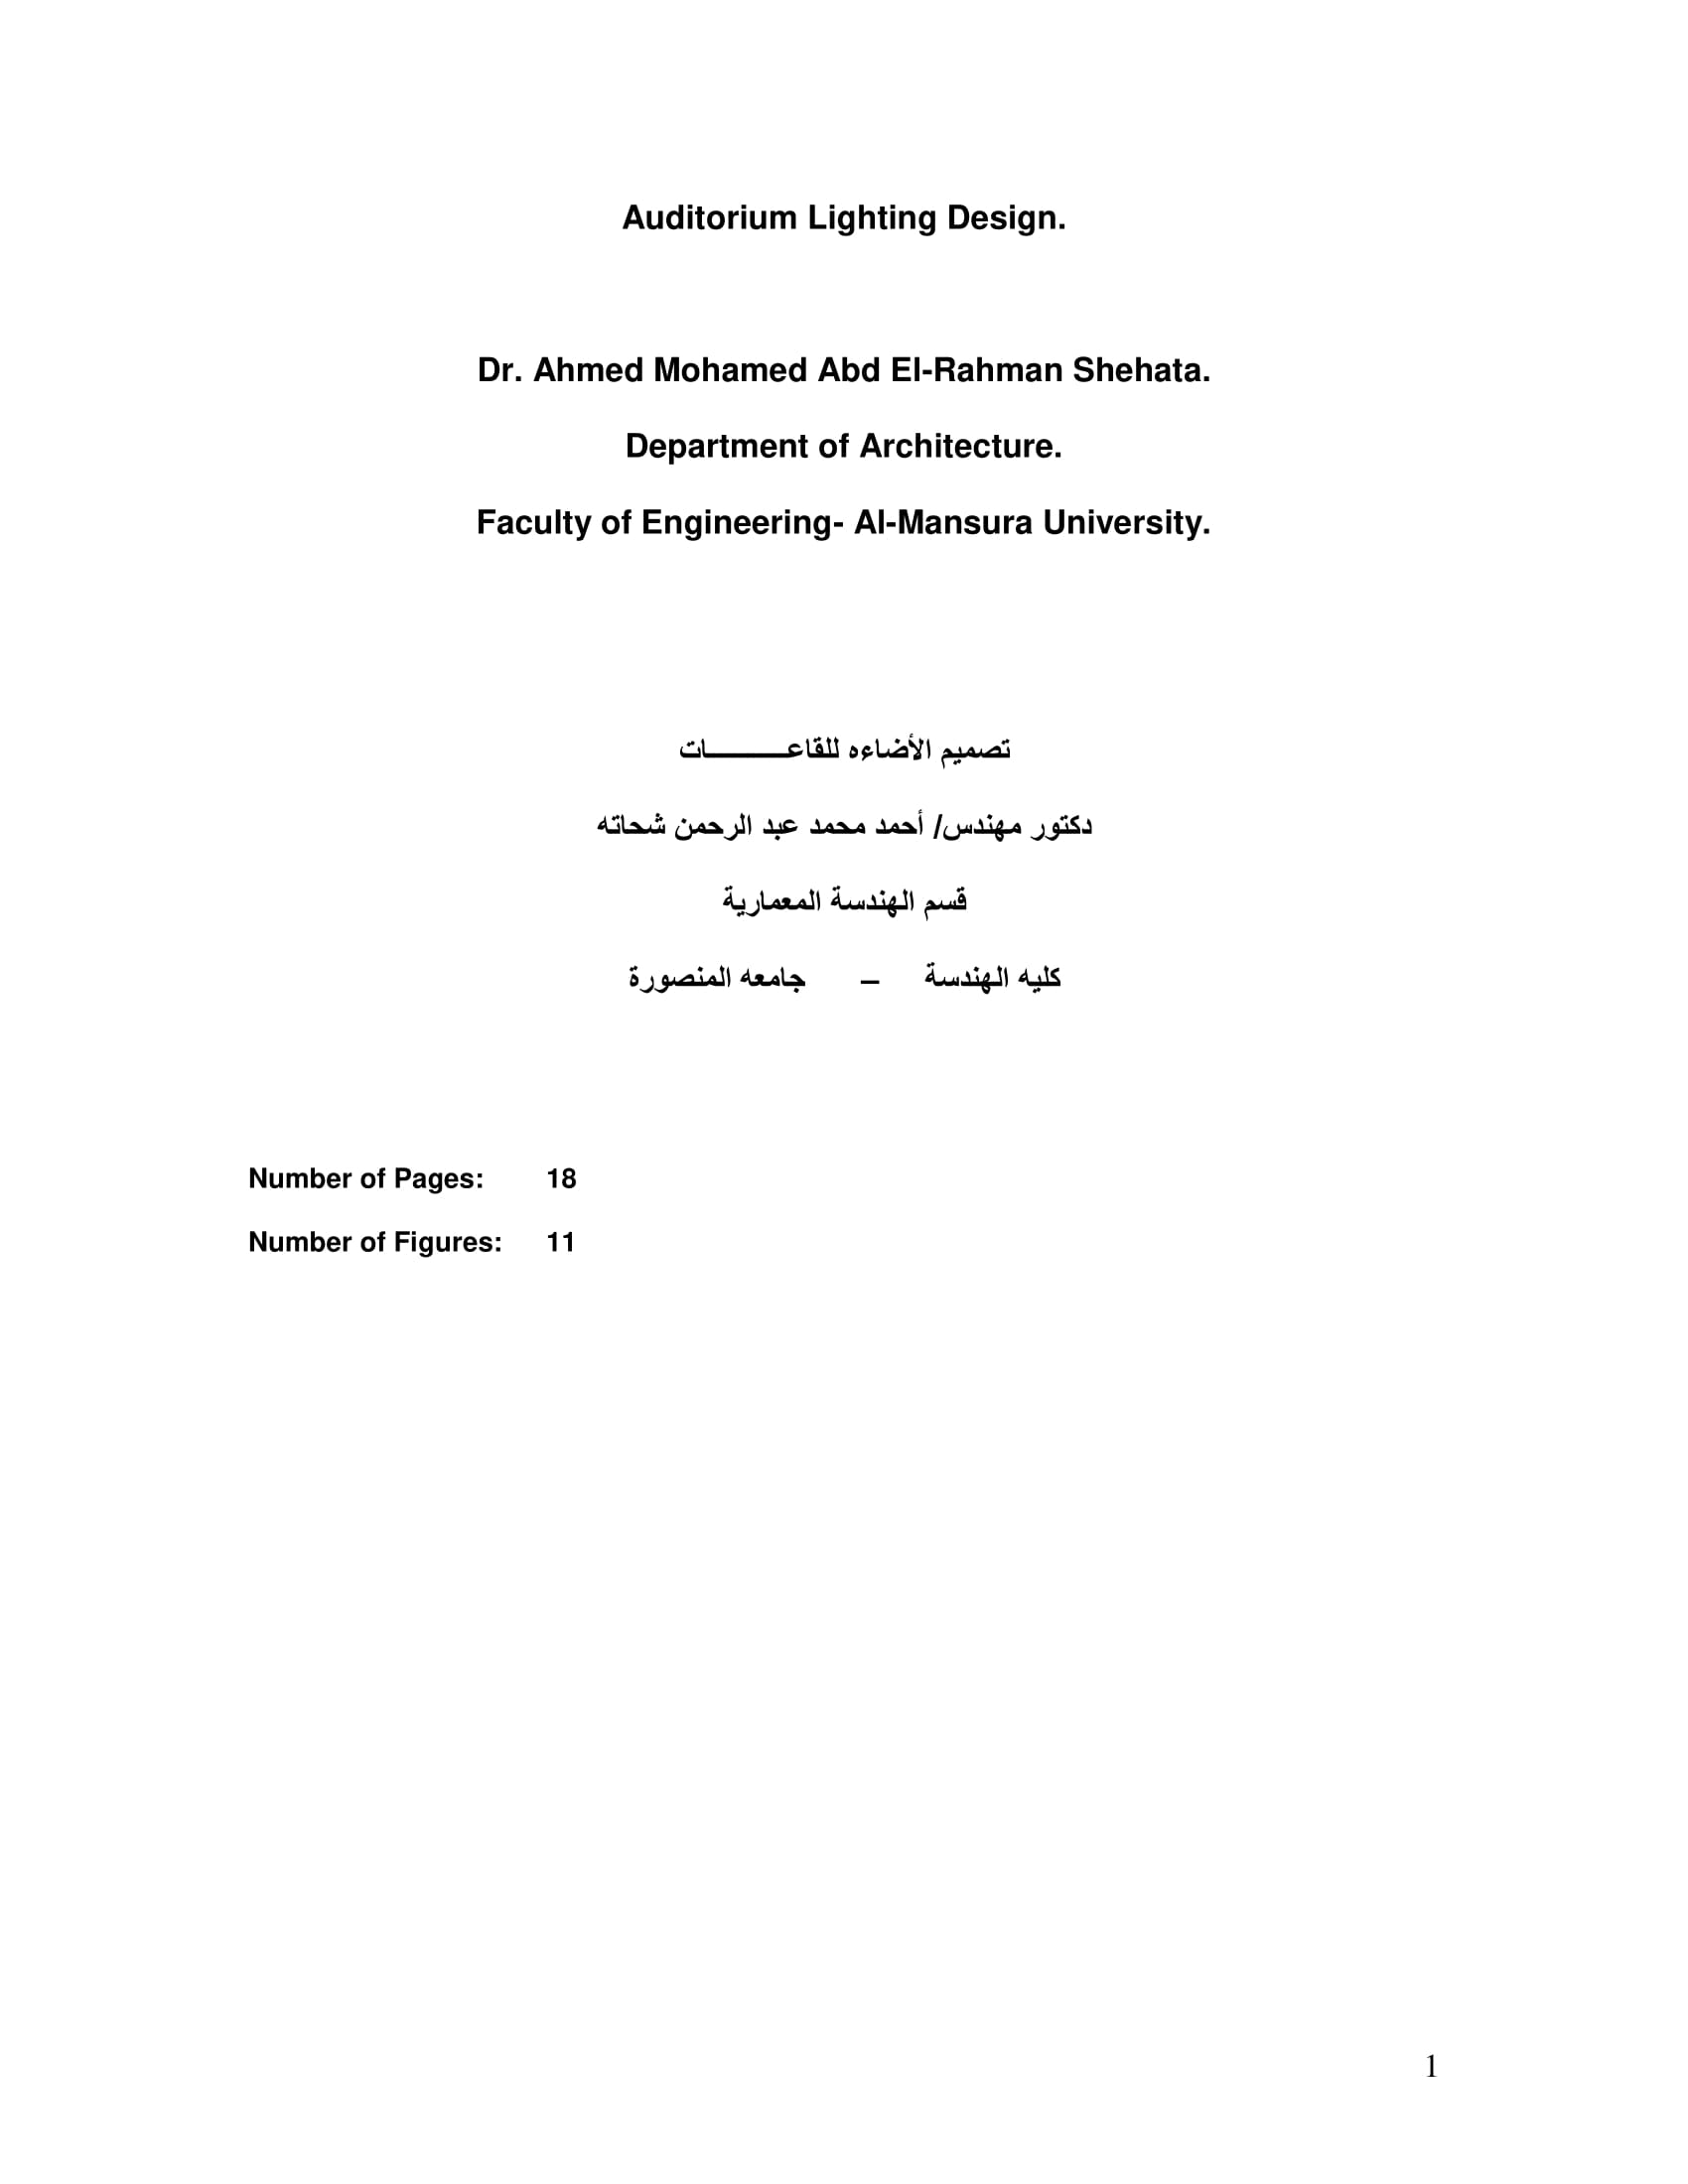 Auditorium Lighting Design.
Dr. Ahmed Mohamed Abd El-Rahman Shehata.
Department of Architecture.
Faculty of Engineering- Al-Mansura University.
تصميم الأضاءه للقاعـــــــــــات
دكتور مهندس/ أحمد محمد عبد الرحمن شحاته
قسم الهندسة المعمارية
كليه الهندسة – جامعه المنصورة
Number of Pages: 18
Number of Figures: 11
1